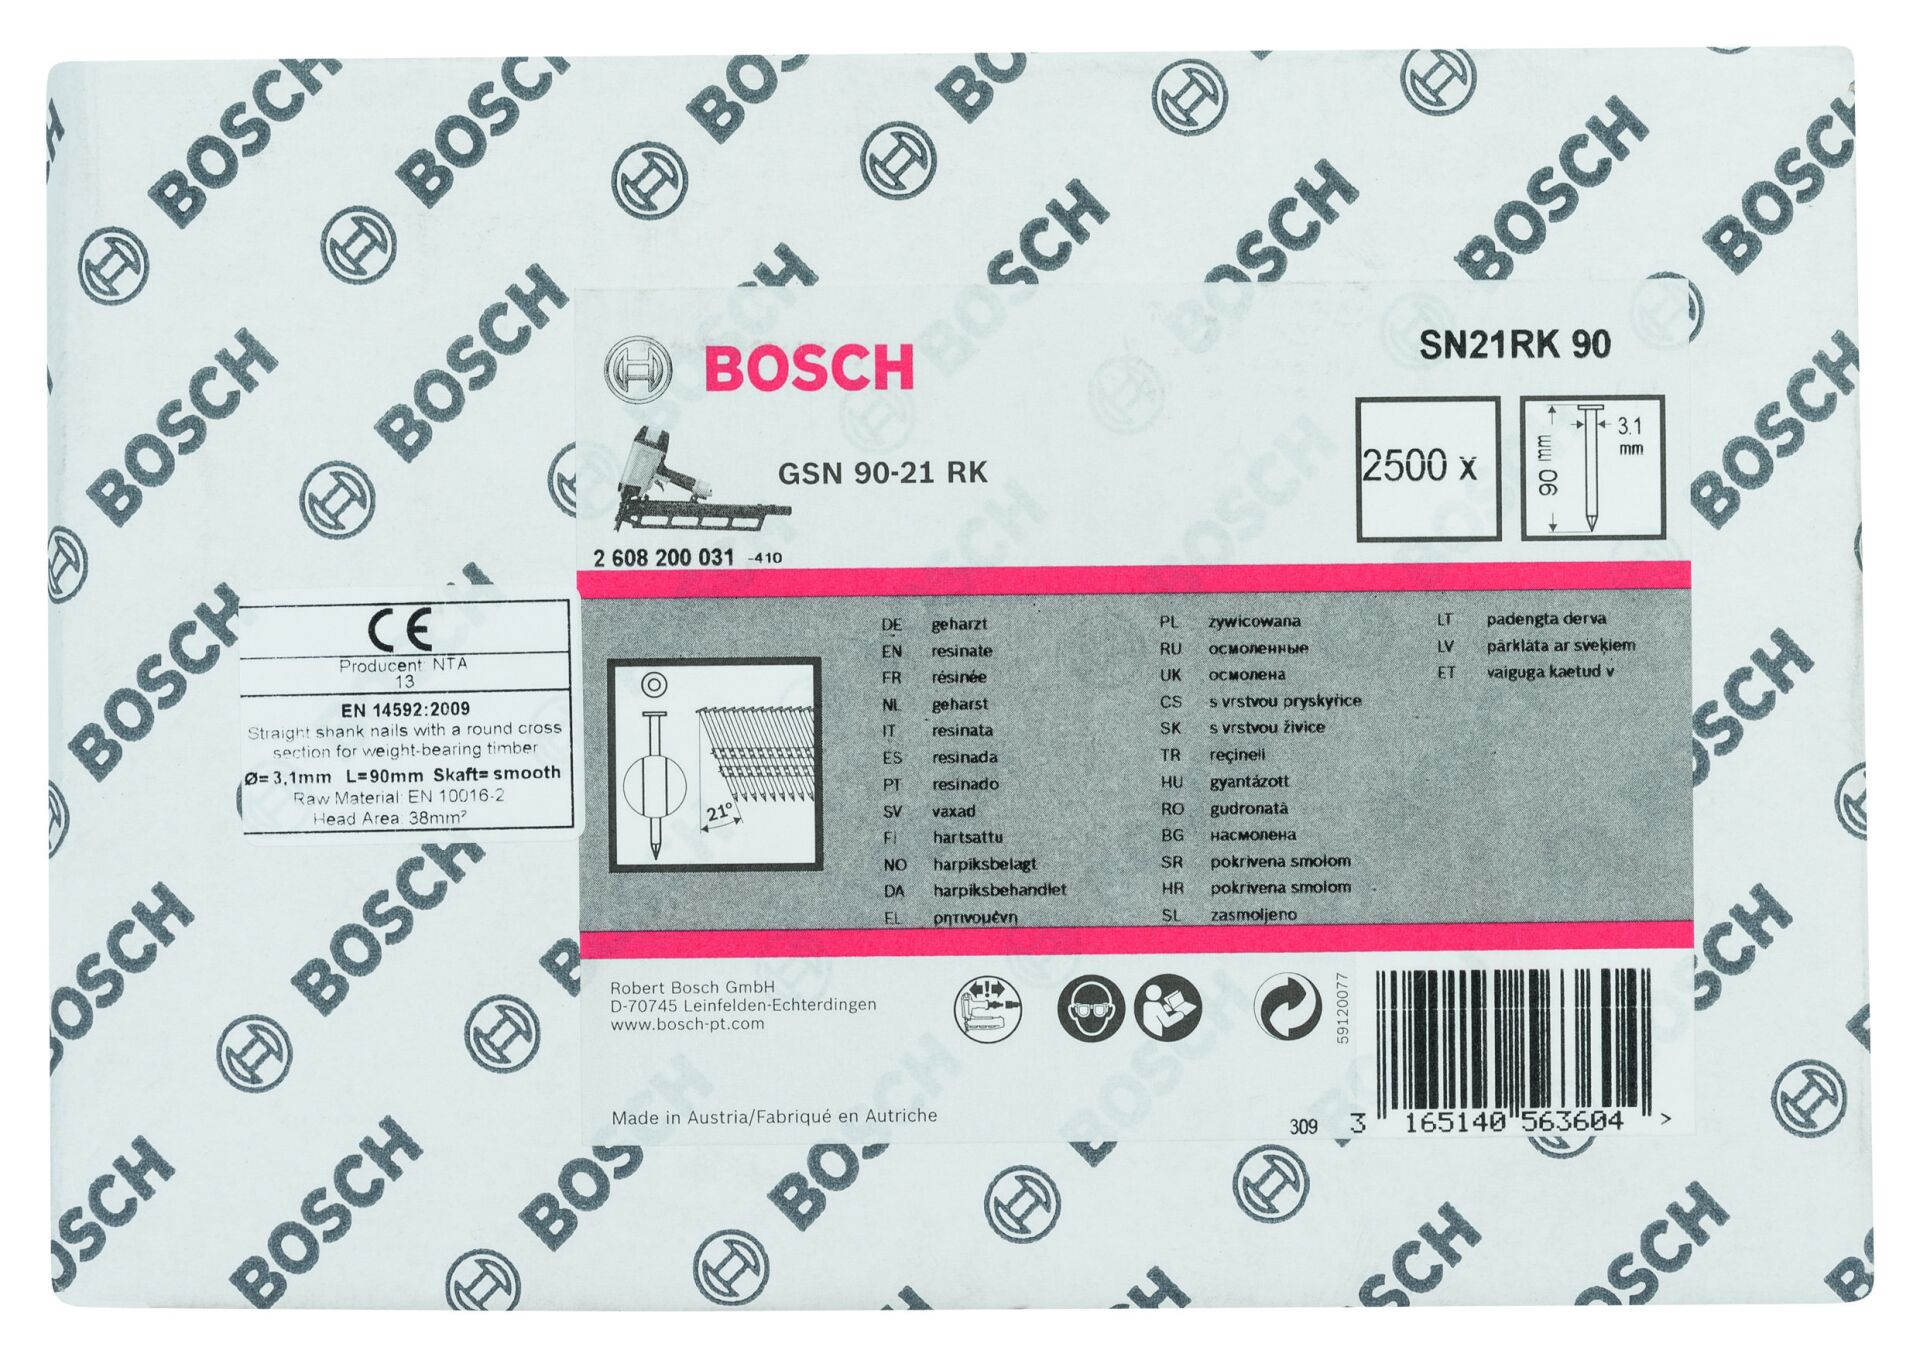 BOSCH
SN21RK 90
GSN 90-21 RK
2500 x
90 mm
3.1
mm
2 608 200 031 -410
CE
Producent: NTA
13
EN 14592:2009
Straight shank nails with a round cross
section for weight-bearing timber
Ø= 3,1mm L=90mm Skaft= smooth
Raw Material: EN 10016-2
Head Area: 38mm²
21°
DE geharzt
EN resinate
FR résinée
NL geharst
IT resinata
ES resinada
PT resinado
SV vaxad
FI hartsattu
NO harpiksbelagt
DA harpiksbehandlet
EL ρητινομένη
PL żywicowana
RU осмоленные
UK осмолена
CS s vrstvou pryskyřice
SK s vrstvou živice
TR reçineli
HU gyantázott
RO gudronată
BG насмолена
SR pokrivena smolom
HR pokrivena smolom
SL zasmoljeno
LT padengta derva
LV pārklāta ar sveķiem
ET vaiguga kaetud v
Robert Bosch GmbH
D-70745 Leinfelden-Echterdingen
www.bosch-pt.com
59120077
Made in Austria/Fabriqué en Autriche
309
3 165140 563604 >